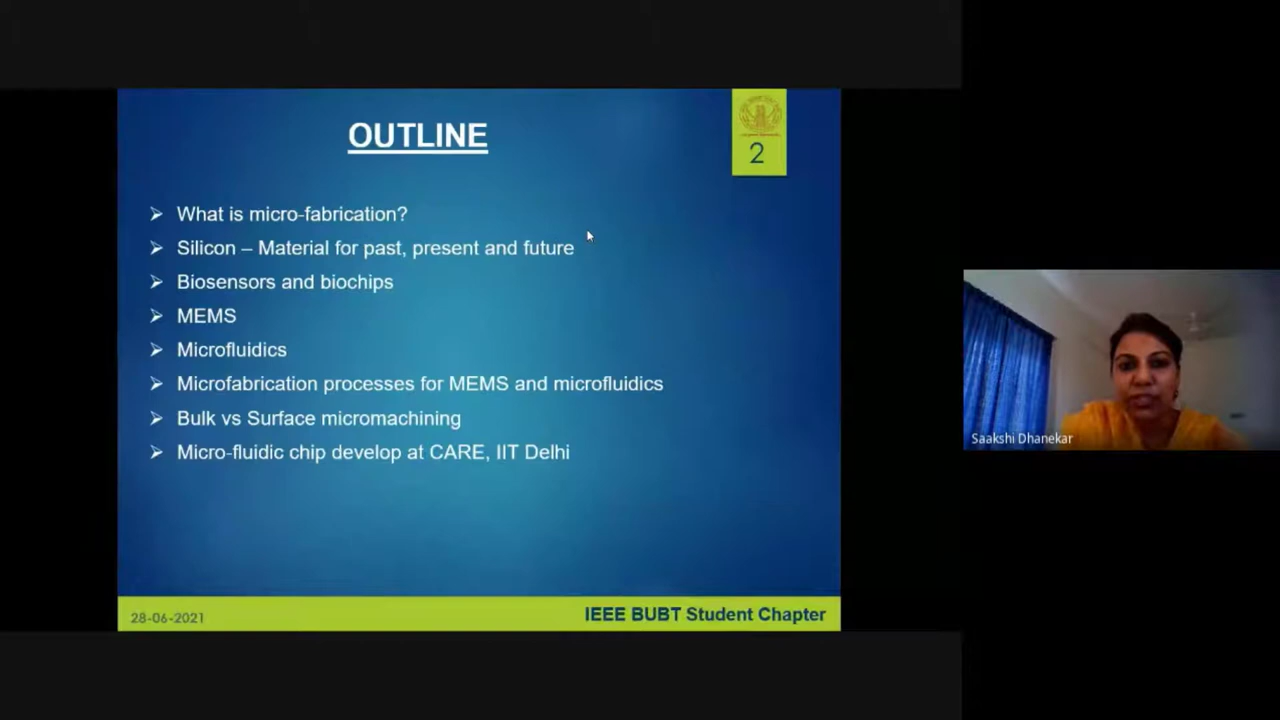 OUTLINE
2
➢ What is micro-fabrication?
➢ Silicon – Material for past, present and future
➢ Biosensors and biochips
➢ MEMS
➢ Microfluidics
➢ Microfabrication processes for MEMS and microfluidics
➢ Bulk vs Surface micromachining
➢ Micro-fluidic chip develop at CARE, IIT Delhi
28-06-2021
IEEE BUBT Student Chapter
Saakshi Dhanekar